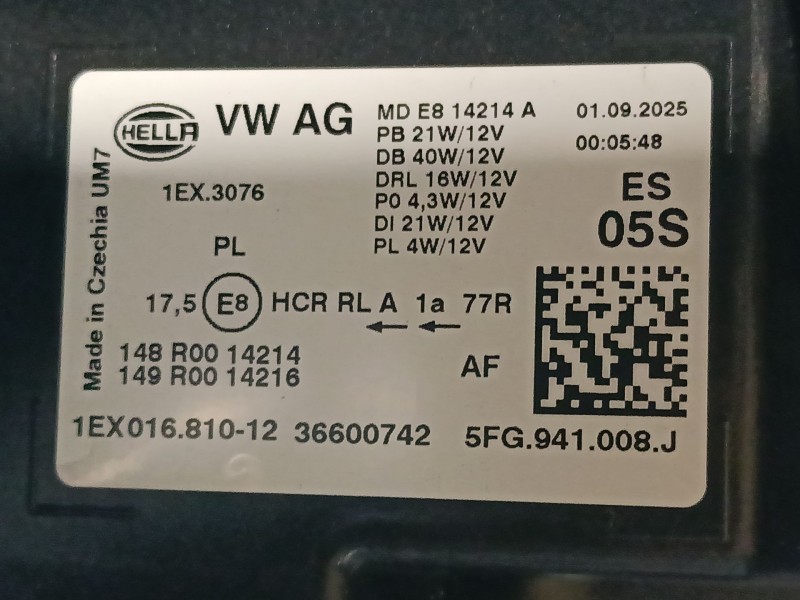 HELLA
VW AG
MD E8 14214 A
01.09.2025
PB 21W/12V
00:05:48
DB 40W/12V
DRL 16W/12V
P0 4,3W/12V
DI 21W/12V
PL 4W/12V
ES
05S
1EX.3076
PL
Made in Czechia UM7
17,5 E8 HCR RL A 1a 77R
148 R00 14214
149 R00 14216
AF
1EX016.810-12 36600742 5FG.941.008.J